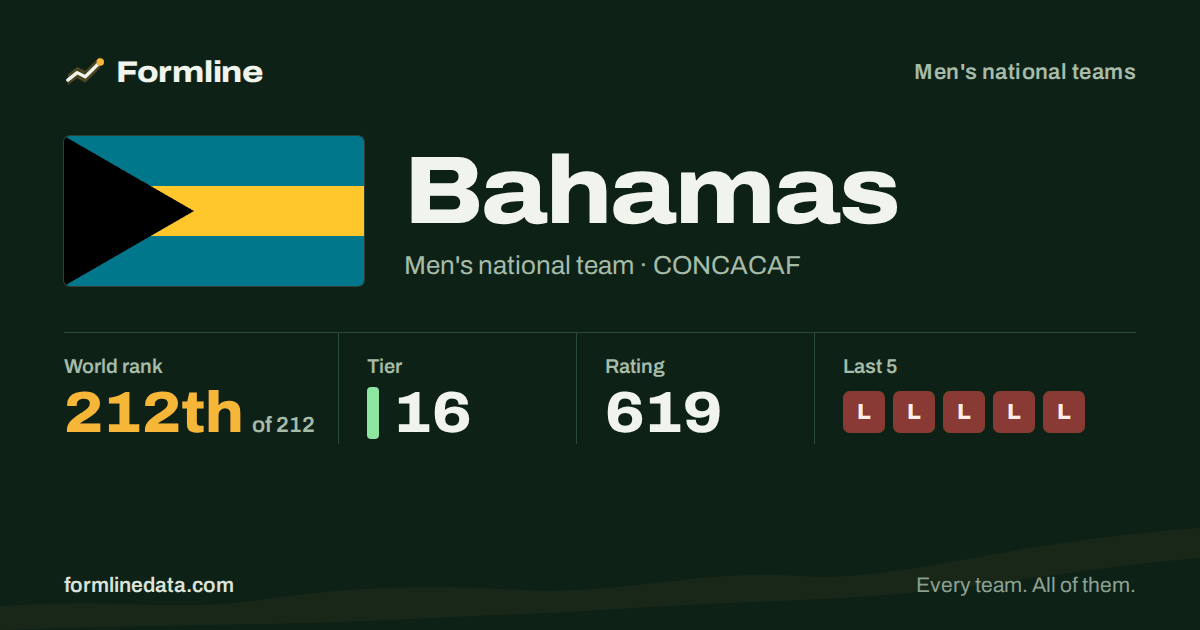 Formline
Men's national teams
Bahamas
Men's national team · CONCACAF
World rank
212th of 212
Tier
16
Rating
619
Last 5
L L L L L
formlinedata.com
Every team. All of them.